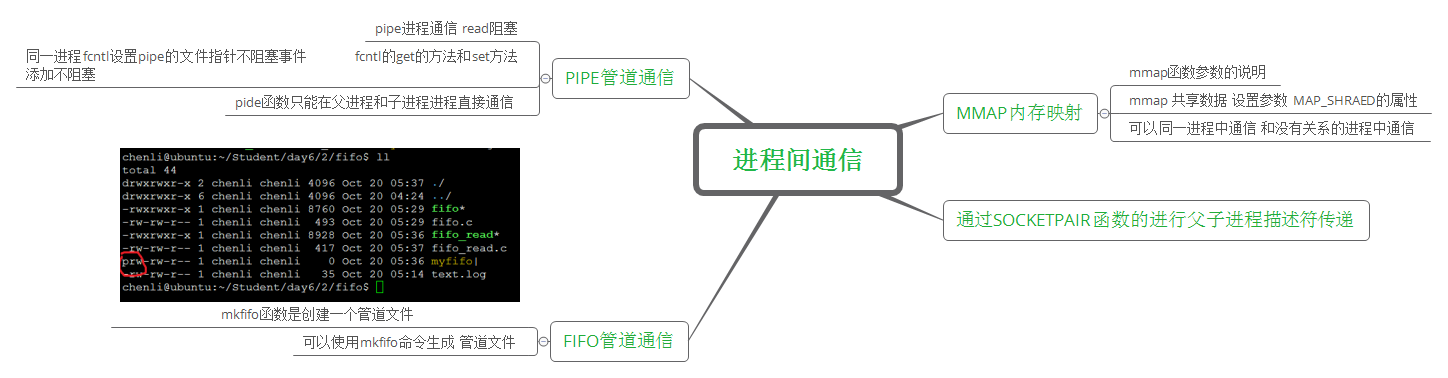 pipe进程通信 read阻塞
同一进程fcntl设置pipe的文件指针不阻塞事件
添加不阻塞
fcntl的get的方法和set方法
pide函数只能在父进程和子进程进程直接通信
PIPE管道通信
chenli@ubuntu:~/Student/day6/2/fifo$ ll
total 44
drwxrwxr-x 2 chenli chenli 4096 Oct 20 05:37 ./
drwxrwxr-x 6 chenli chenli 4096 Oct 20 04:24 ../
-rwxrwxr-x 1 chenli chenli 8760 Oct 20 05:29 fifo*
-rw-rw-r-- 1 chenli chenli 493 Oct 20 05:29 fifo.c
-rwxrwxr-x 1 chenli chenli 8928 Oct 20 05:36 fifo_read*
-rw-rw-r-- 1 chenli chenli 417 Oct 20 05:37 fifo_read.c
prw-rw-r-- 1 chenli chenli 0 Oct 20 05:36 myfifo|
-rw-rw-r-- 1 chenli chenli 35 Oct 20 05:14 text.log
chenli@ubuntu:~/Student/day6/2/fifo$
mkfifo函数是创建一个管道文件
可以使用mkfifo命令生成 管道文件
FIFO管道通信
进程间通信
MMAP内存映射
mmap函数参数的说明
mmap 共享数据 设置参数 MAP_SHRAED的属性
可以同一进程中通信 和没有关系的进程中通信
通过SOCKETPAIR函数的进行父子进程描述符传递